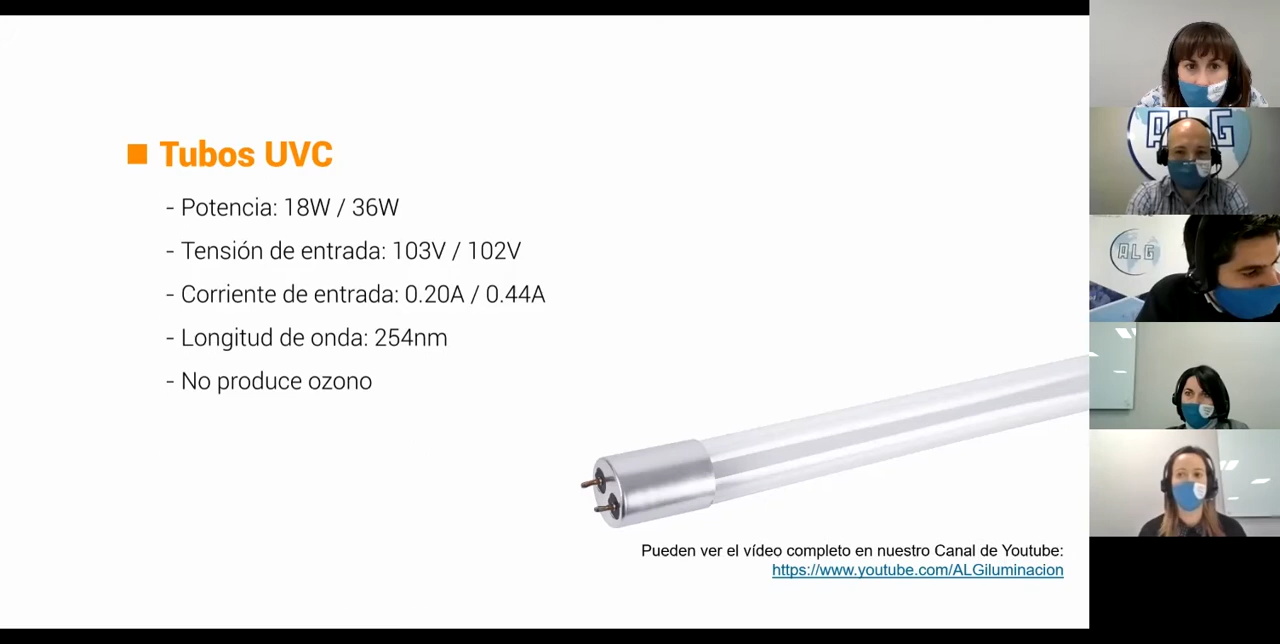 Tubos UVC
- Potencia: 18W / 36W
- Tensión de entrada: 103V / 102V
- Corriente de entrada: 0.20A / 0.44A
- Longitud de onda: 254nm
- No produce ozono
Pueden ver el vídeo completo en nuestro Canal de Youtube:
https://www.youtube.com/ALGiluminacion
ALG
ALG